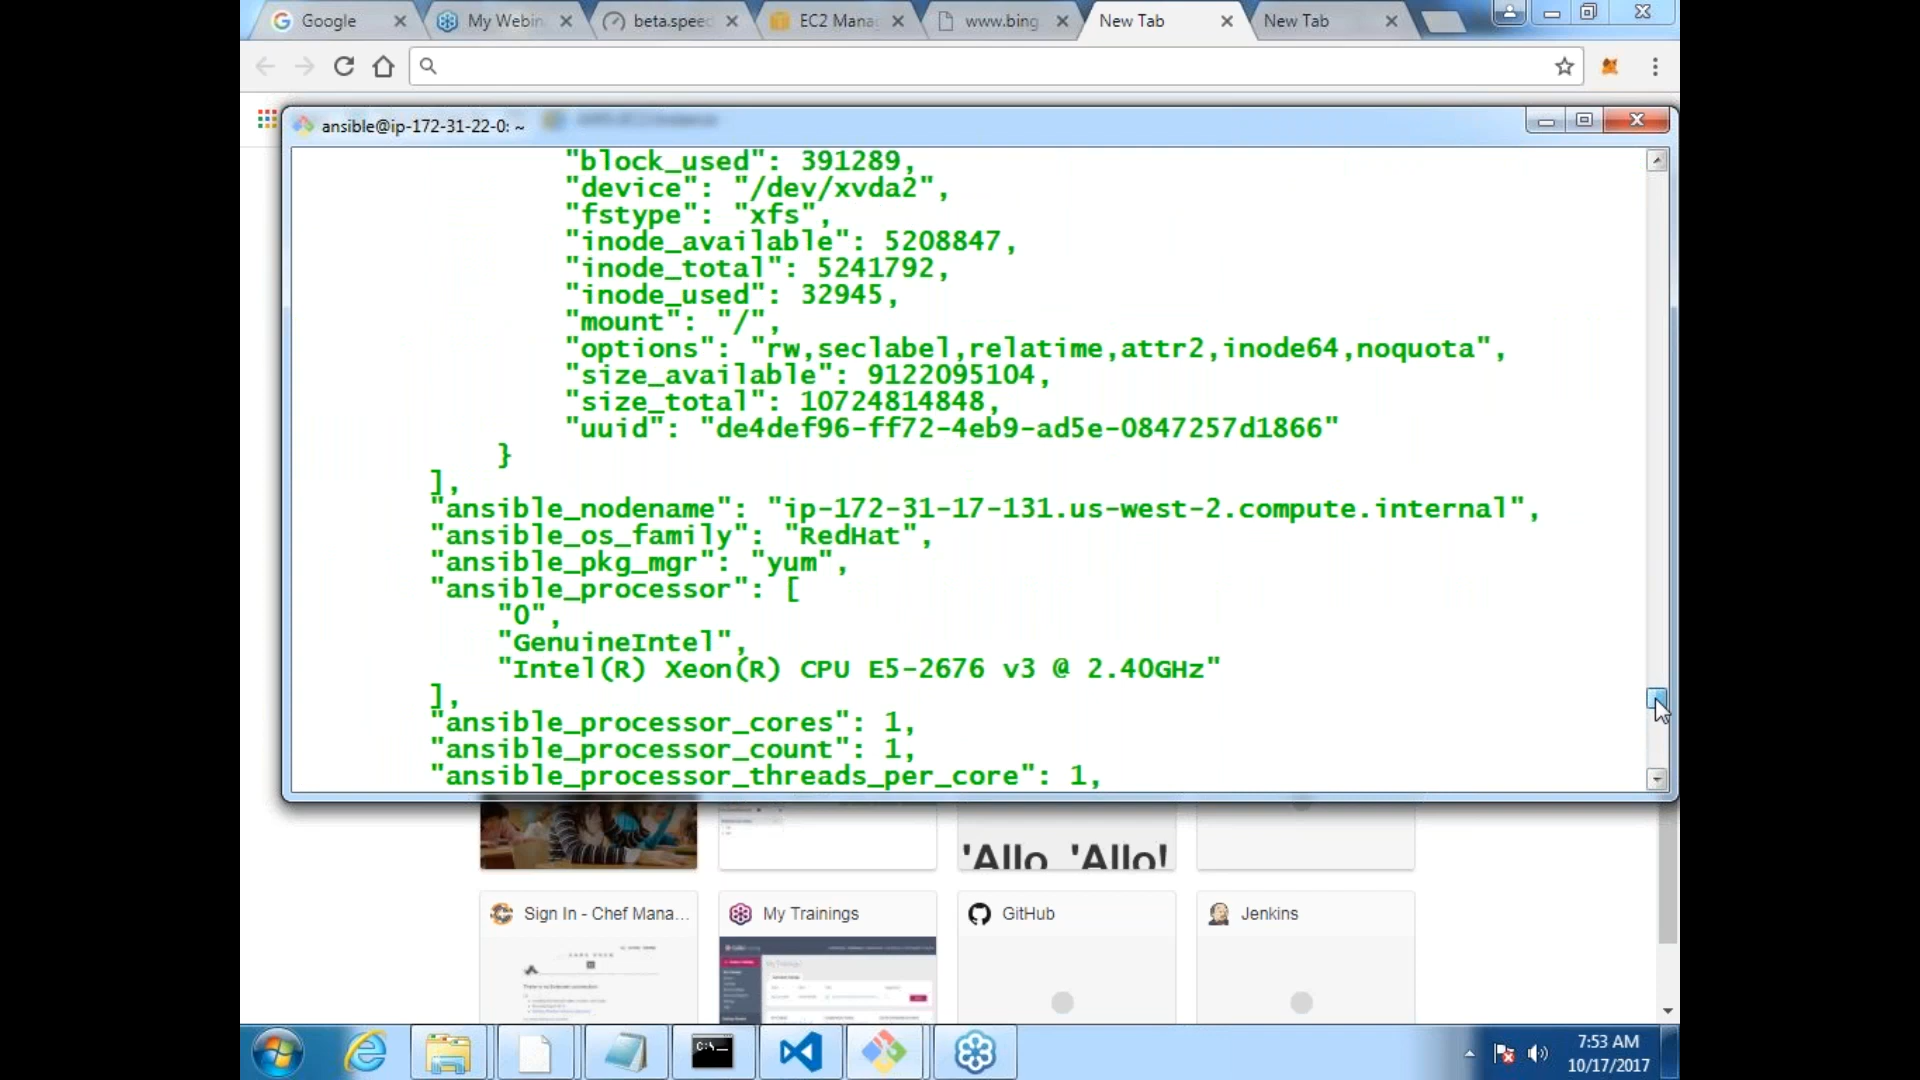 Google
My Webin
beta.speed
EC2 Mana
www.bing
New Tab
New Tab
ansible@ip-172-31-22-0: ~
"block_used": 391289,
"device": "/dev/xvda2",
"fstype": "xfs",
"inode_available": 5208847,
"inode_total": 5241792,
"inode_used": 32945,
"mount": "/",
"options": "rw,seclabel,relatime,attr2,inode64,noquota",
"size_available": 9122095104,
"size_total": 10724814848,
"uuid": "de4def96-ff72-4eb9-ad5e-0847257d1866"
}
],
"ansible_nodename": "ip-172-31-17-131.us-west-2.compute.internal",
"ansible_os_family": "RedHat",
"ansible_pkg_mgr": "yum",
"ansible_processor": [
"0",
"GenuineIntel",
"Intel(R) Xeon(R) CPU E5-2676 v3 @ 2.40GHz"
],
"ansible_processor_cores": 1,
"ansible_processor_count": 1,
"ansible_processor_threads_per_core": 1,
'Allo, 'Allo!
Sign In - Chef Mana...
My Trainings
GitHub
Jenkins
C:\_
7:53 AM
10/17/2017